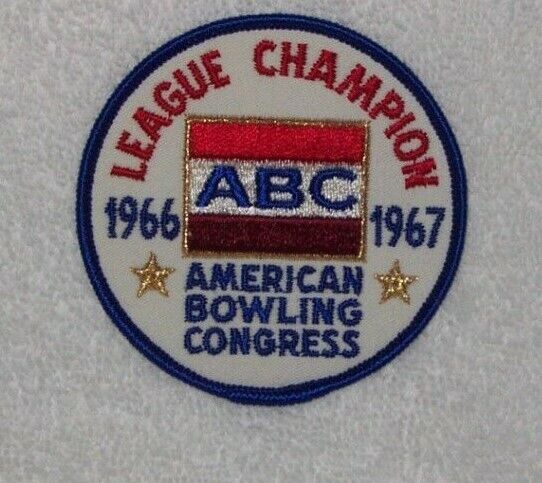 LEAGUE CHAMPION
ABC
1966 1967
AMERICAN
BOWLING
CONGRESS